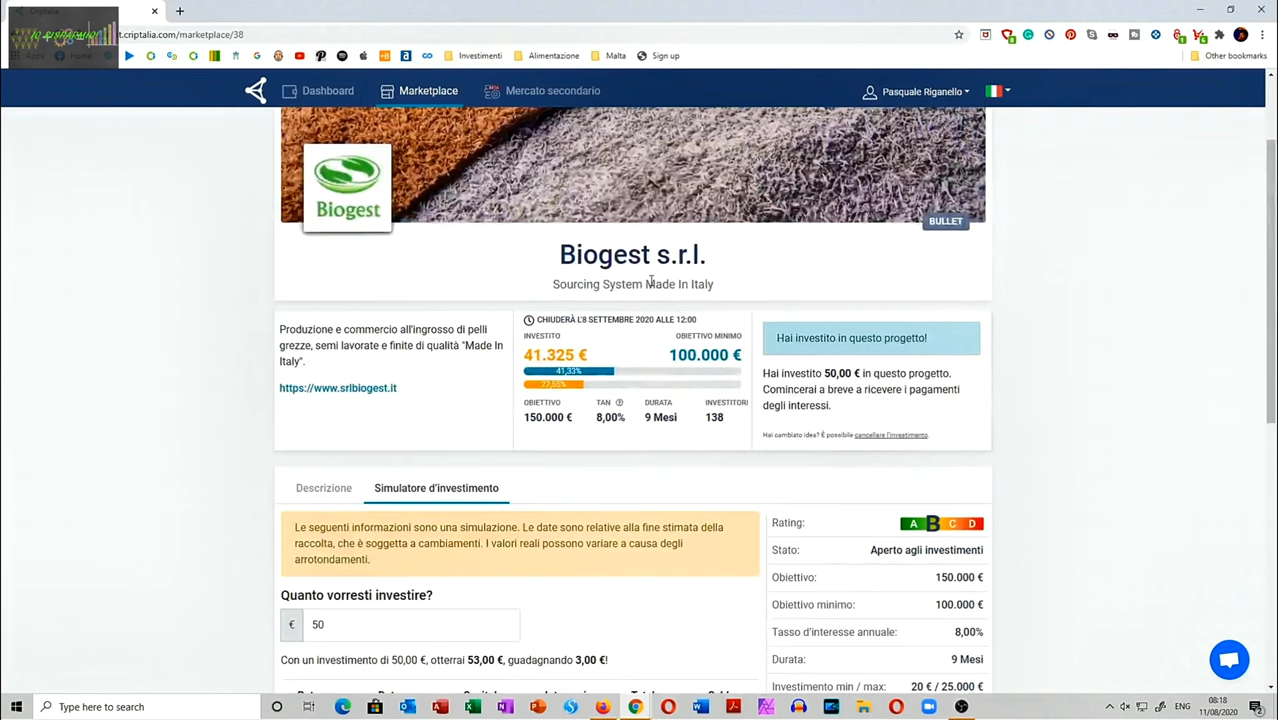 IO RISPARMIO
Criptalia
t.criptalia.com/marketplace/38
Apps
Home
Investimenti
Alimentazione
Malta
Sign up
Other bookmarks
Dashboard
Marketplace
BETA
Mercato secondario
Pasquale Riganello
Biogest
BULLET
Biogest s.r.l.
Sourcing System Made In Italy
Produzione e commercio all'ingrosso di pelli
grezze, semi lavorate e finite di qualità "Made In
Italy".
https://www.srlbiogest.it
CHIUDERÀ L'8 SETTEMBRE 2020 ALLE 12:00
INVESTITO OBIETTIVO MINIMO
41.325 € 100.000 €
41,33%
27,55%
OBIETTIVO TAN DURATA INVESTITORI
150.000 € 8,00% 9 Mesi 138
Hai investito in questo progetto!
Hai investito 50,00 € in questo progetto.
Comincerai a breve a ricevere i pagamenti
degli interessi.
Hai cambiato idea? È possibile cancellare l'investimento.
Descrizione
Simulatore d'investimento
Le seguenti informazioni sono una simulazione. Le date sono relative alla fine stimata della
raccolta, che è soggetta a cambiamenti. I valori reali possono variare a causa degli
arrotondamenti.
Quanto vorresti investire?
€ 50
Con un investimento di 50,00 €, otterrai 53,00 €, guadagnando 3,00 €!
Rating: A B C D
Stato: Aperto agli investimenti
Obiettivo: 150.000 €
Obiettivo minimo: 100.000 €
Tasso d'interesse annuale: 8,00%
Durata: 9 Mesi
Investimento min / max: 20 € / 25.000 €
Type here to search
ENG
08:18
11/08/2020